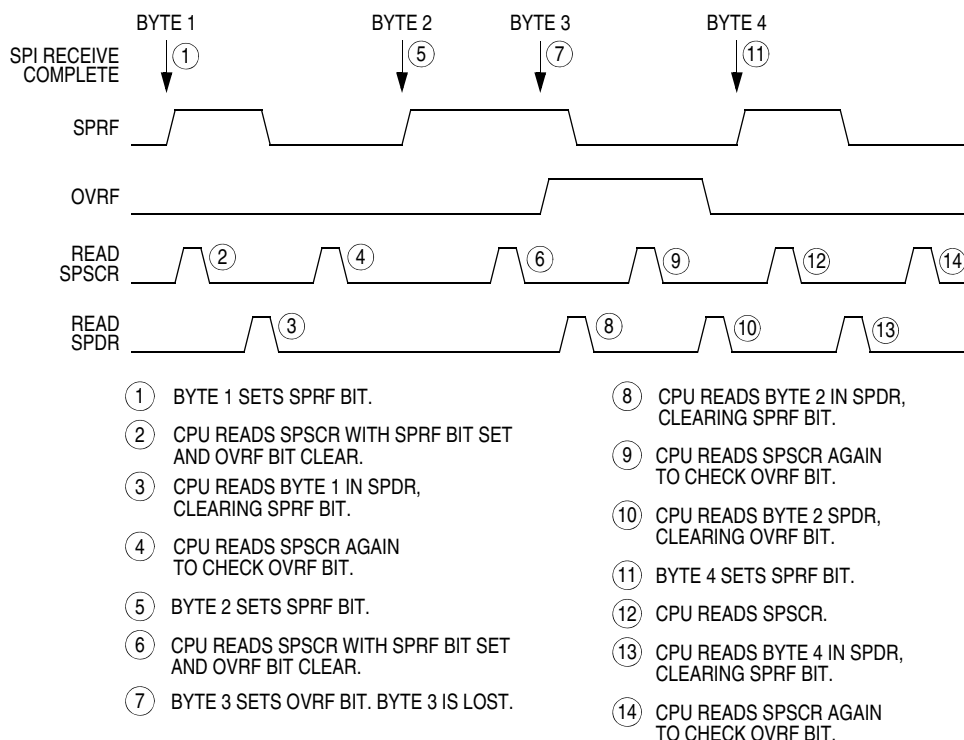 BYTE 1 BYTE 2 BYTE 3 BYTE 4
SPI RECEIVE
COMPLETE
1 5 7 11
SPRF
OVRF
READ
SPSCR
2 4 6 9 12 14
READ
SPDR
3 8 10 13
1 BYTE 1 SETS SPRF BIT.
2 CPU READS SPSCR WITH SPRF BIT SET
AND OVRF BIT CLEAR.
3 CPU READS BYTE 1 IN SPDR,
CLEARING SPRF BIT.
4 CPU READS SPSCR AGAIN
TO CHECK OVRF BIT.
5 BYTE 2 SETS SPRF BIT.
6 CPU READS SPSCR WITH SPRF BIT SET
AND OVRF BIT CLEAR.
7 BYTE 3 SETS OVRF BIT. BYTE 3 IS LOST.
8 CPU READS BYTE 2 IN SPDR,
CLEARING SPRF BIT.
9 CPU READS SPSCR AGAIN
TO CHECK OVRF BIT.
10 CPU READS BYTE 2 SPDR,
CLEARING OVRF BIT.
11 BYTE 4 SETS SPRF BIT.
12 CPU READS SPSCR.
13 CPU READS BYTE 4 IN SPDR,
CLEARING SPRF BIT.
14 CPU READS SPSCR AGAIN
TO CHECK OVRF BIT.